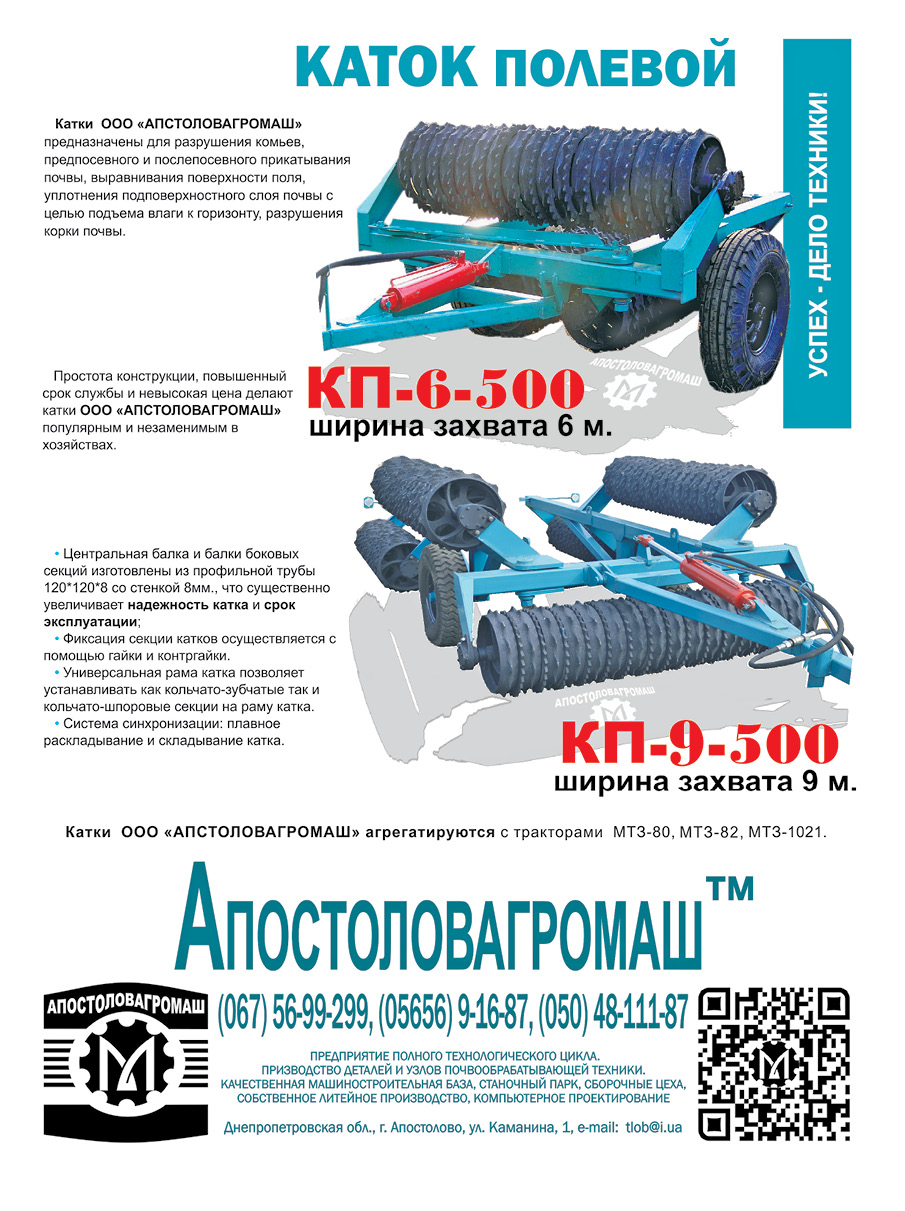 КАТОК ПОЛЕВОЙ
УСПЕХ - ДЕЛО ТЕХНИКИ!
Катки ООО «АПСТОЛОВАГРОМАШ»
предназначены для разрушения комьев,
предпосевного и послепосевного прикатывания
почвы, выравнивания поверхности поля,
уплотнения подповерхностного слоя почвы с
целью подъема влаги к горизонту, разрушения
корки почвы.
АПОСТОЛОВАГРОМАШ
КП-6-500
ширина захвата 6 м.
Простота конструкции, повышенный
срок службы и невысокая цена делают
катки ООО «АПСТОЛОВАГРОМАШ»
популярным и незаменимым в
хозяйствах.
• Центральная балка и балки боковых
секций изготовлены из профильной трубы
120*120*8 со стенкой 8мм., что существенно
увеличивает надежность катка и срок
эксплуатации;
• Фиксация секции катков осуществляется с
помощью гайки и контргайки.
• Универсальная рама катка позволяет
устанавливать как кольчато-зубчатые так и
кольчато-шпоровые секции на раму катка.
• Система синхронизации: плавное
раскладывание и складывание катка.
АПОСТОЛОВАГРОМАШ
КП-9-500
ширина захвата 9 м.
Катки ООО «АПСТОЛОВАГРОМАШ» агрегатируются с тракторами МТЗ-80, МТЗ-82, МТЗ-1021.
АПОСТОЛОВАГРОМАШ™
АПОСТОЛОВАГРОМАШ
(067) 56-99-299, (05656) 9-16-87, (050) 48-111-87
ПРЕДПРИЯТИЕ ПОЛНОГО ТЕХНОЛОГИЧЕСКОГО ЦИКЛА.
ПРИЗВОДСТВО ДЕТАЛЕЙ И УЗЛОВ ПОЧВООБРАБАТЫВАЮЩЕЙ ТЕХНИКИ.
КАЧЕСТВЕННАЯ МАШИНОСТРОИТЕЛЬНАЯ БАЗА, СТАНОЧНЫЙ ПАРК, СБОРОЧНЫЕ ЦЕХА,
СОБСТВЕННОЕ ЛИТЕЙНОЕ ПРОИЗВОДСТВО, КОМПЬЮТЕРНОЕ ПРОЕКТИРОВАНИЕ
Днепропетровская обл., г. Апостолово, ул. Каманина, 1, e-mail: tlob@i.ua